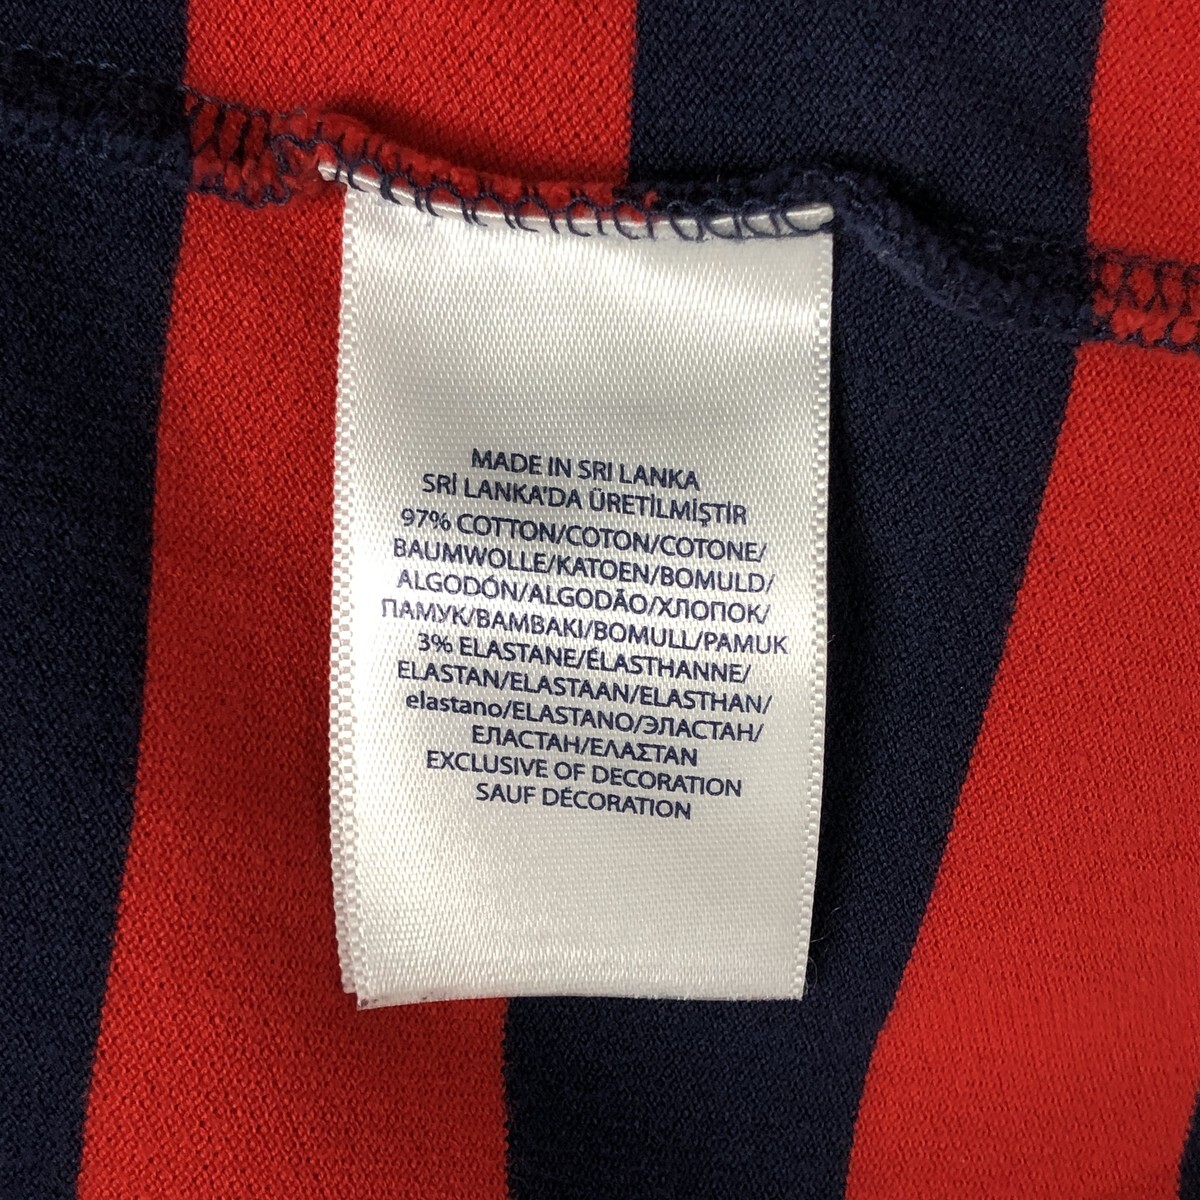 MADE IN SRI LANKA
SRİ LANKA'DA ÜRETİLMİŞTİR
97% COTTON/COTON/COTONE/
BAUMWOLLE/KATOEN/BOMULD/
ALGODÓN/ALGODÃO/ХЛОПОК/
ПАМУК/ΒΑΜΒΑΚΙ/BOMULL/PAMUK
3% ELASTANE/ÉLASTHANNE/
ELASTAN/ELASTAAN/ELASTHAN/
elastano/ELASTANO/ЭЛАСТАН/
ЕЛАСТАН/ΕΛΑΣΤΑΝ
EXCLUSIVE OF DECORATION
SAUF DÉCORATION